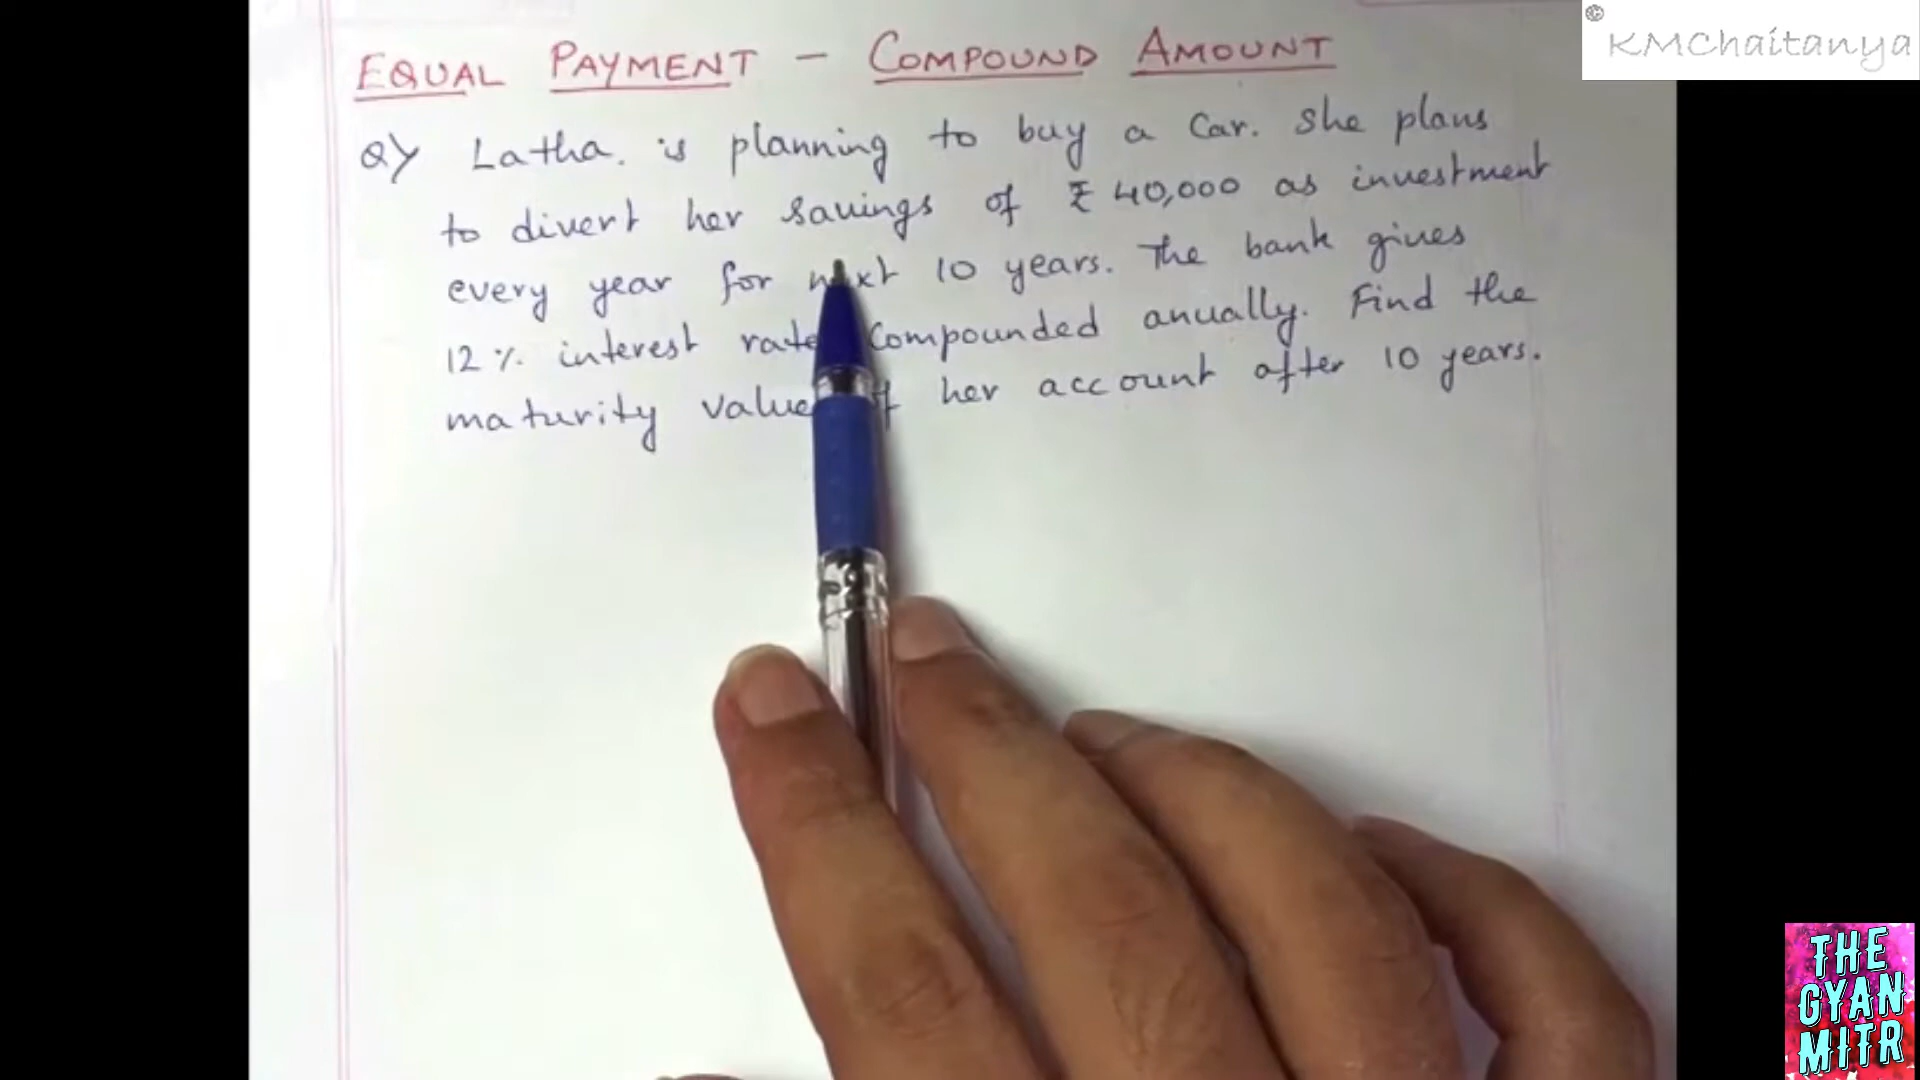 © KMChaitanya
EQUAL PAYMENT - COMPOUND AMOUNT
Q) Latha. is planning to buy a Car. She plans
to divert her savings of ₹ 40,000 as investment
every year for next 10 years. The bank gives
12% interest rate Compounded anually. Find the
maturity value of her account after 10 years.
THE
GYAN
MITR